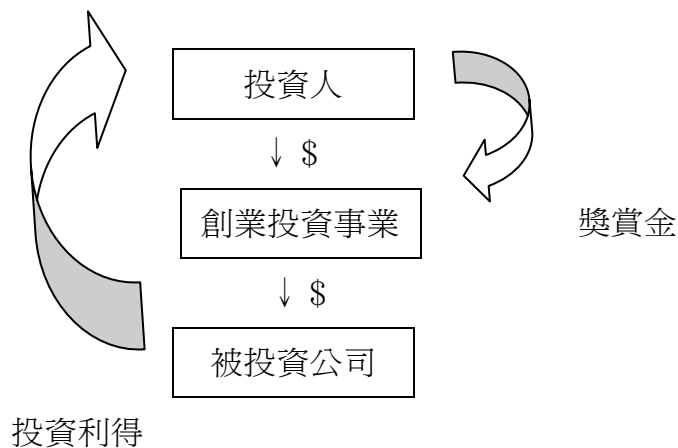 投資人
↓ $
創業投資事業
獎賞金
↓ $
被投資公司
投資利得